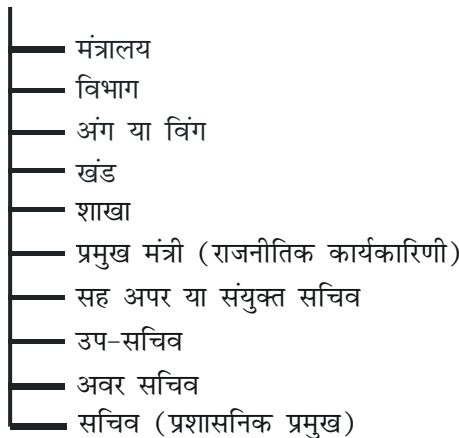 मंत्रालय
विभाग
अंग या विंग
खंड
शाखा
प्रमुख मंत्री (राजनीतिक कार्यकारिणी)
सह अपर या संयुक्त सचिव
उप-सचिव
अवर सचिव
सचिव (प्रशासनिक प्रमुख)